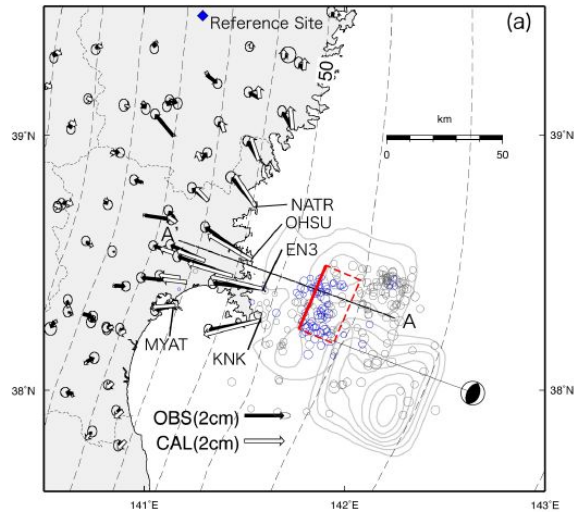 (a)
Reference Site
50
km
39°N
39°N
0
50
NATR
OHSU
A'
EN3
A
MYAT
KNK
38°N
38°N
OBS(2cm)
CAL(2cm)
141°E
142°E
143°E